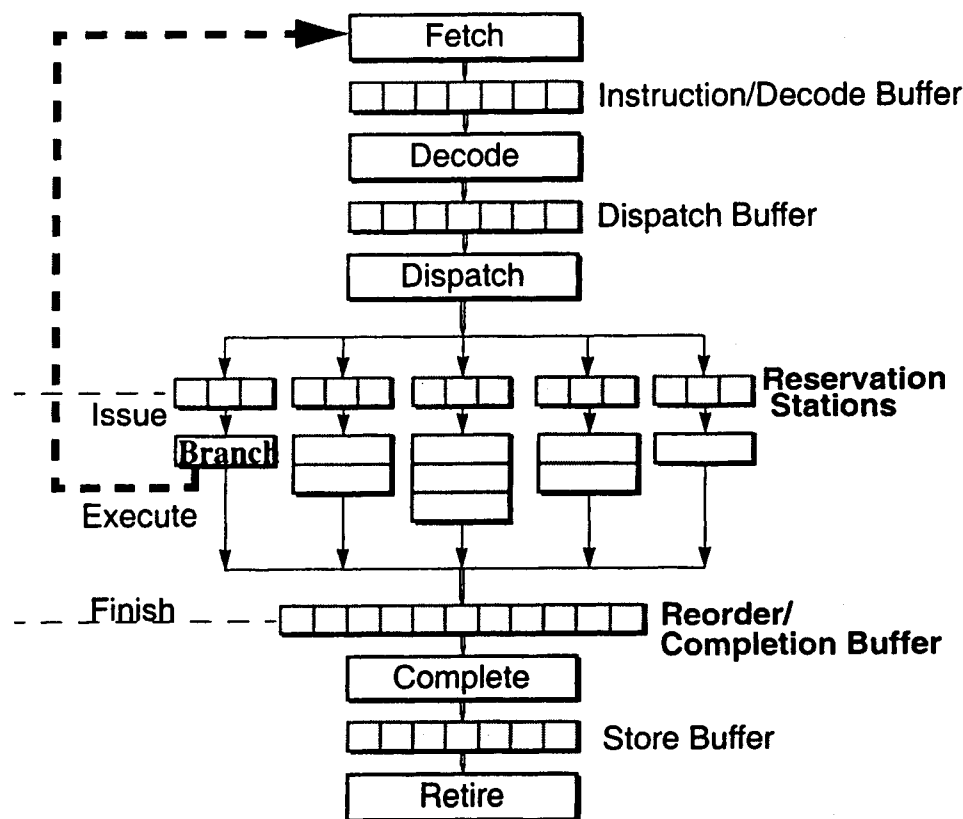 Fetch
Instruction/Decode Buffer
Decode
Dispatch Buffer
Dispatch
Reservation
Stations
Issue
Branch
Execute
Finish
Reorder/
Completion Buffer
Complete
Store Buffer
Retire